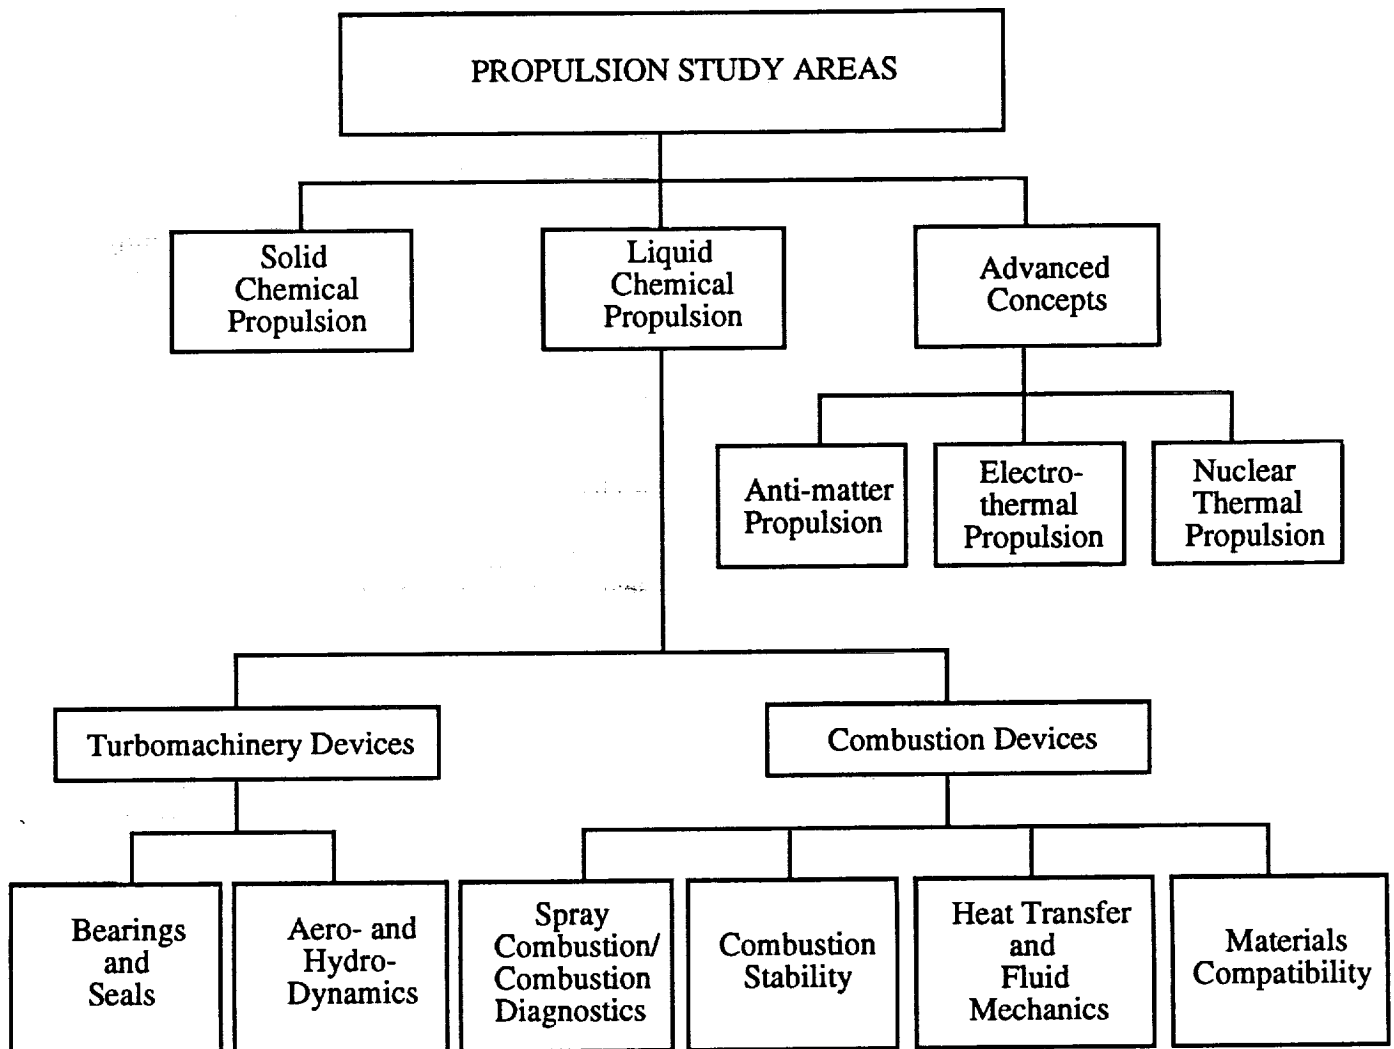 PROPULSION STUDY AREAS
Solid
Chemical
Propulsion
Liquid
Chemical
Propulsion
Advanced
Concepts
Anti-matter
Propulsion
Electro-
thermal
Propulsion
Nuclear
Thermal
Propulsion
Turbomachinery Devices
Combustion Devices
Bearings
and
Seals
Aero- and
Hydro-
Dynamics
Spray
Combustion/
Combustion
Diagnostics
Combustion
Stability
Heat Transfer
and
Fluid
Mechanics
Materials
Compatibility